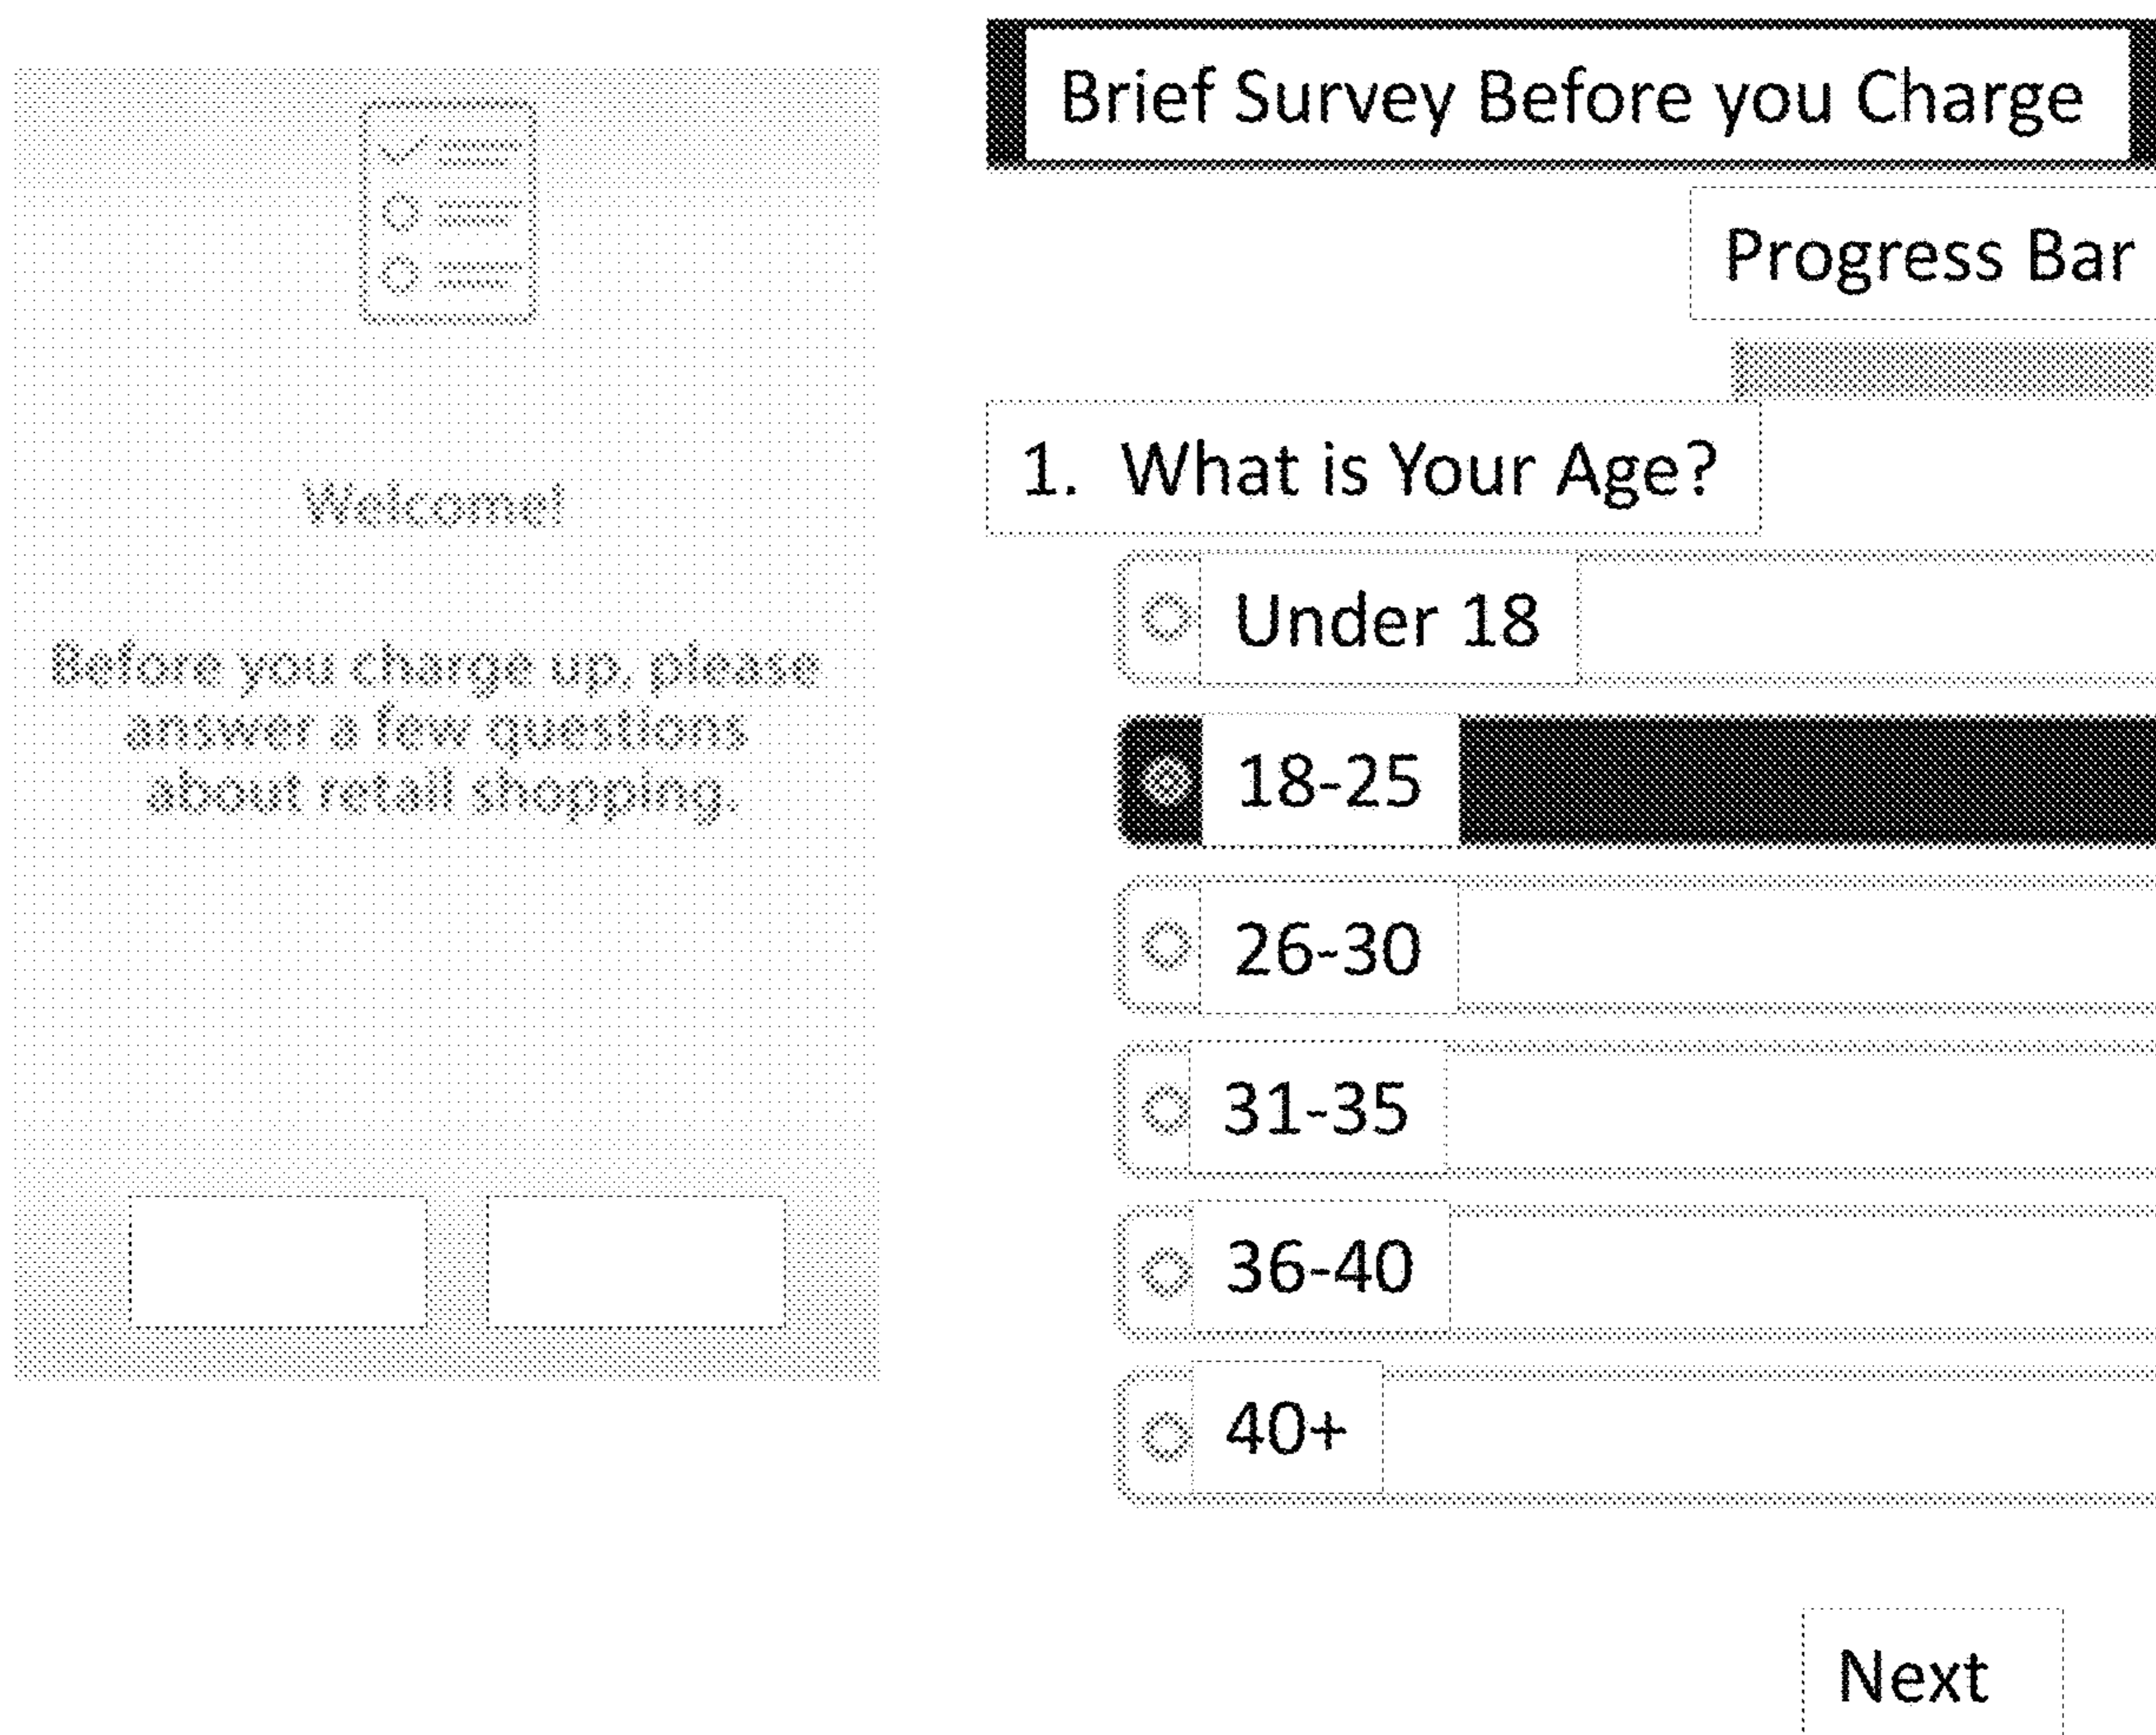 Welcome!
Before you charge up, please
answer a few questions
about retail shopping.
Brief Survey Before you Charge
Progress Bar
1. What is Your Age?
Under 18
18-25
26-30
31-35
36-40
40+
Next